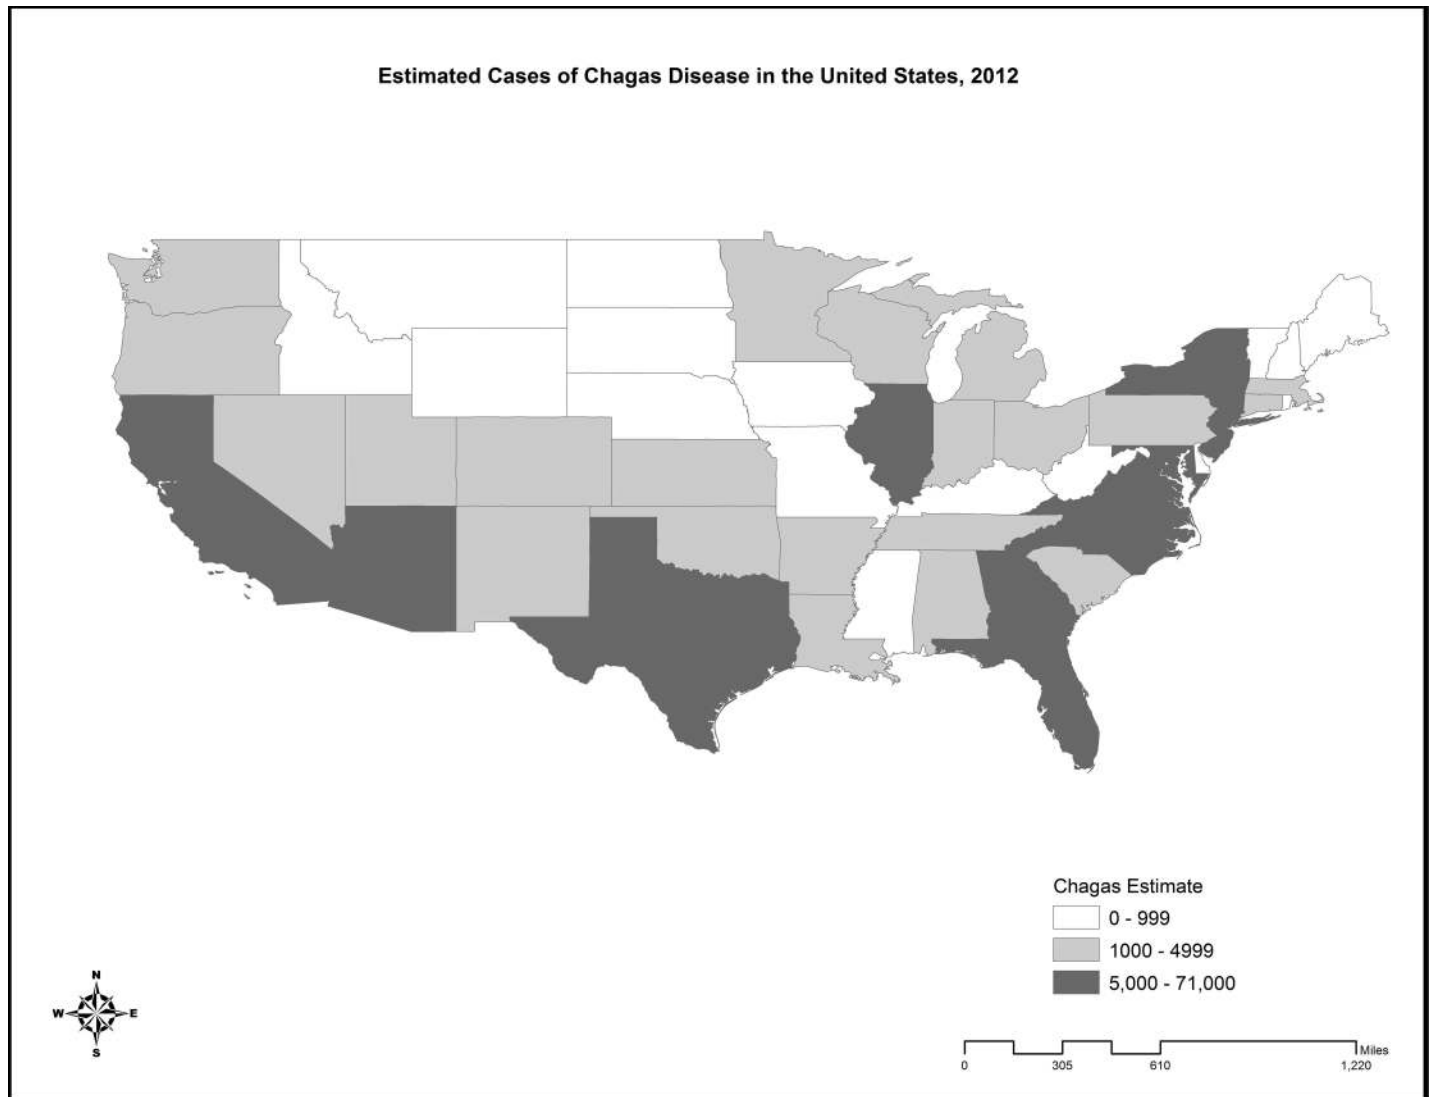 Estimated Cases of Chagas Disease in the United States, 2012
Chagas Estimate
0 - 999
1000 - 4999
5,000 - 71,000
N
W E
S
Miles
0 305 610 1,220